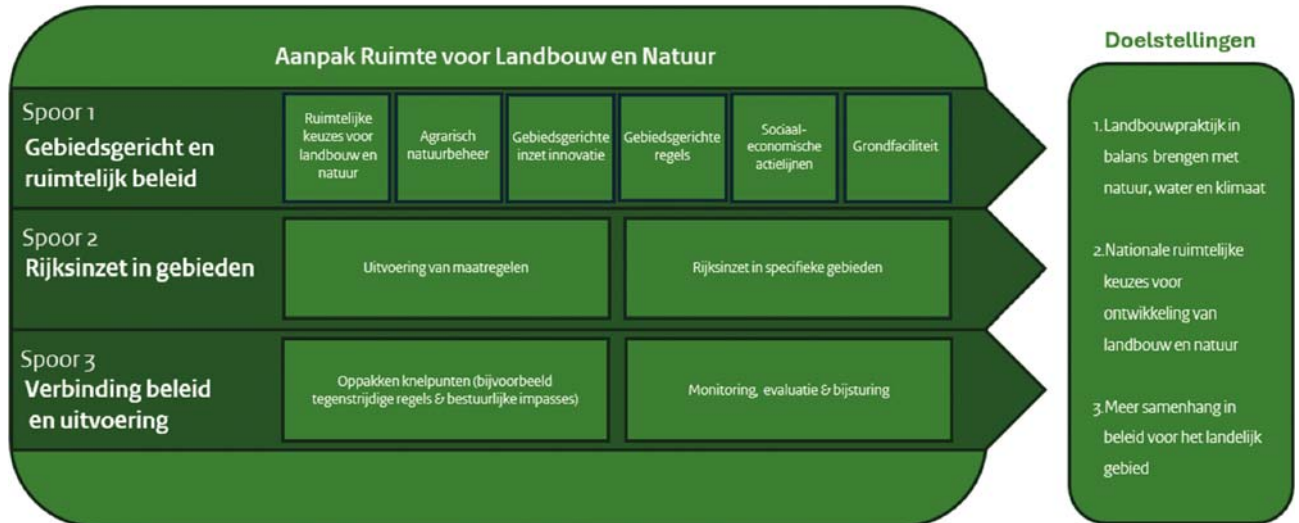 Aanpak Ruimte voor Landbouw en Natuur
Spoor 1
Gebiedsgericht en
ruimtelijk beleid
Ruimtelijke
keuzes voor
landbouw en
natuur
Agrarisch
natuurbeheer
Gebiedsgerichte
inzet innovatie
Gebiedsgerichte
regels
Sociaal-
economische
actielijnen
Grondfaciliteit
Spoor 2
Rijksinzet in gebieden
Uitvoering van maatregelen
Rijksinzet in specifieke gebieden
Spoor 3
Verbinding beleid
en uitvoering
Oppakken knelpunten (bijvoorbeeld
tegenstrijdige regels & bestuurlijke impasses)
Monitoring, evaluatie & bijsturing
Doelstellingen
1.Landbouwpraktijk in
balans brengen met
natuur, water en klimaat
2.Nationale ruimtelijke
keuzes voor
ontwikkeling van
landbouw en natuur
3.Meer samenhang in
beleid voor het landelijk
gebied